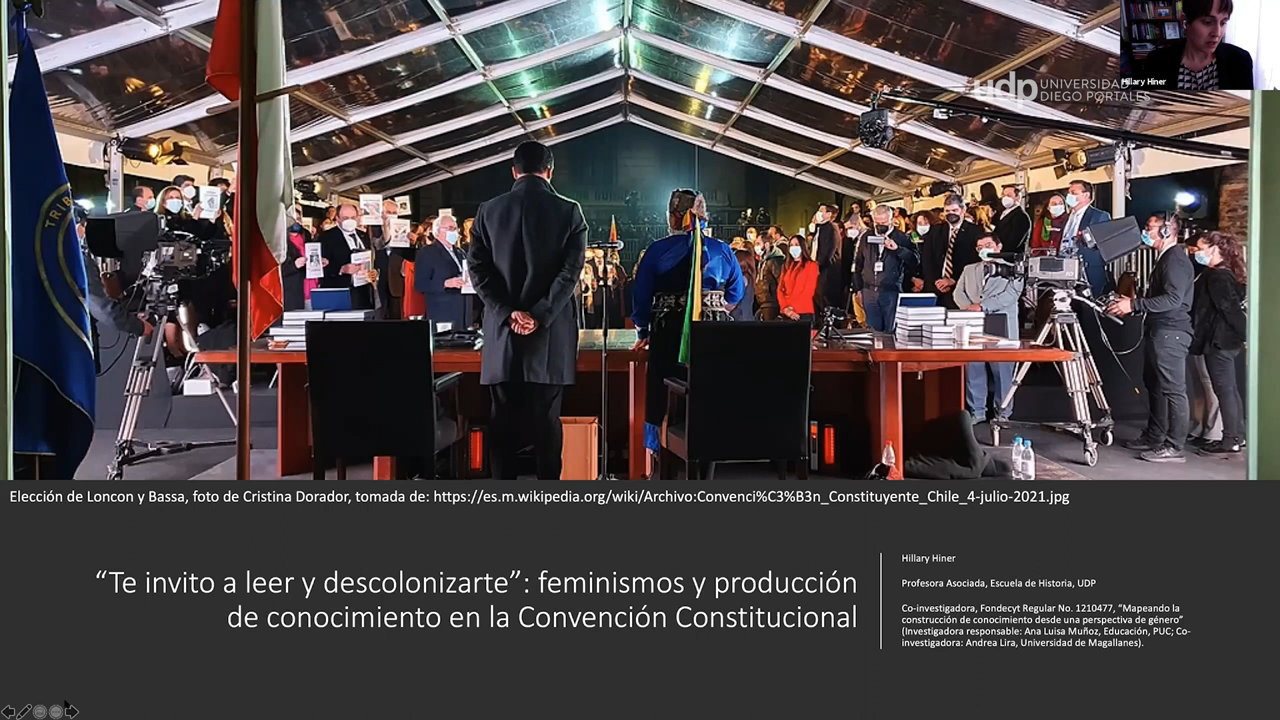 TRIB
udp UNIVERSIDAD
DIEGO PORTALES
Hillary Hiner
Elección de Loncon y Bassa, foto de Cristina Dorador, tomada de: https://es.m.wikipedia.org/wiki/Archivo:Convenci%C3%B3n_Constituyente_Chile_4-julio-2021.jpg
“Te invito a leer y descolonizarte”: feminismos y producción
de conocimiento en la Convención Constitucional
Hillary Hiner
Profesora Asociada, Escuela de Historia, UDP
Co-investigadora, Fondecyt Regular No. 1210477, “Mapeando la
construcción de conocimiento desde una perspectiva de género”
(Investigadora responsable: Ana Luisa Muñoz, Educación, PUC; Co-
investigadora: Andrea Lira, Universidad de Magallanes).